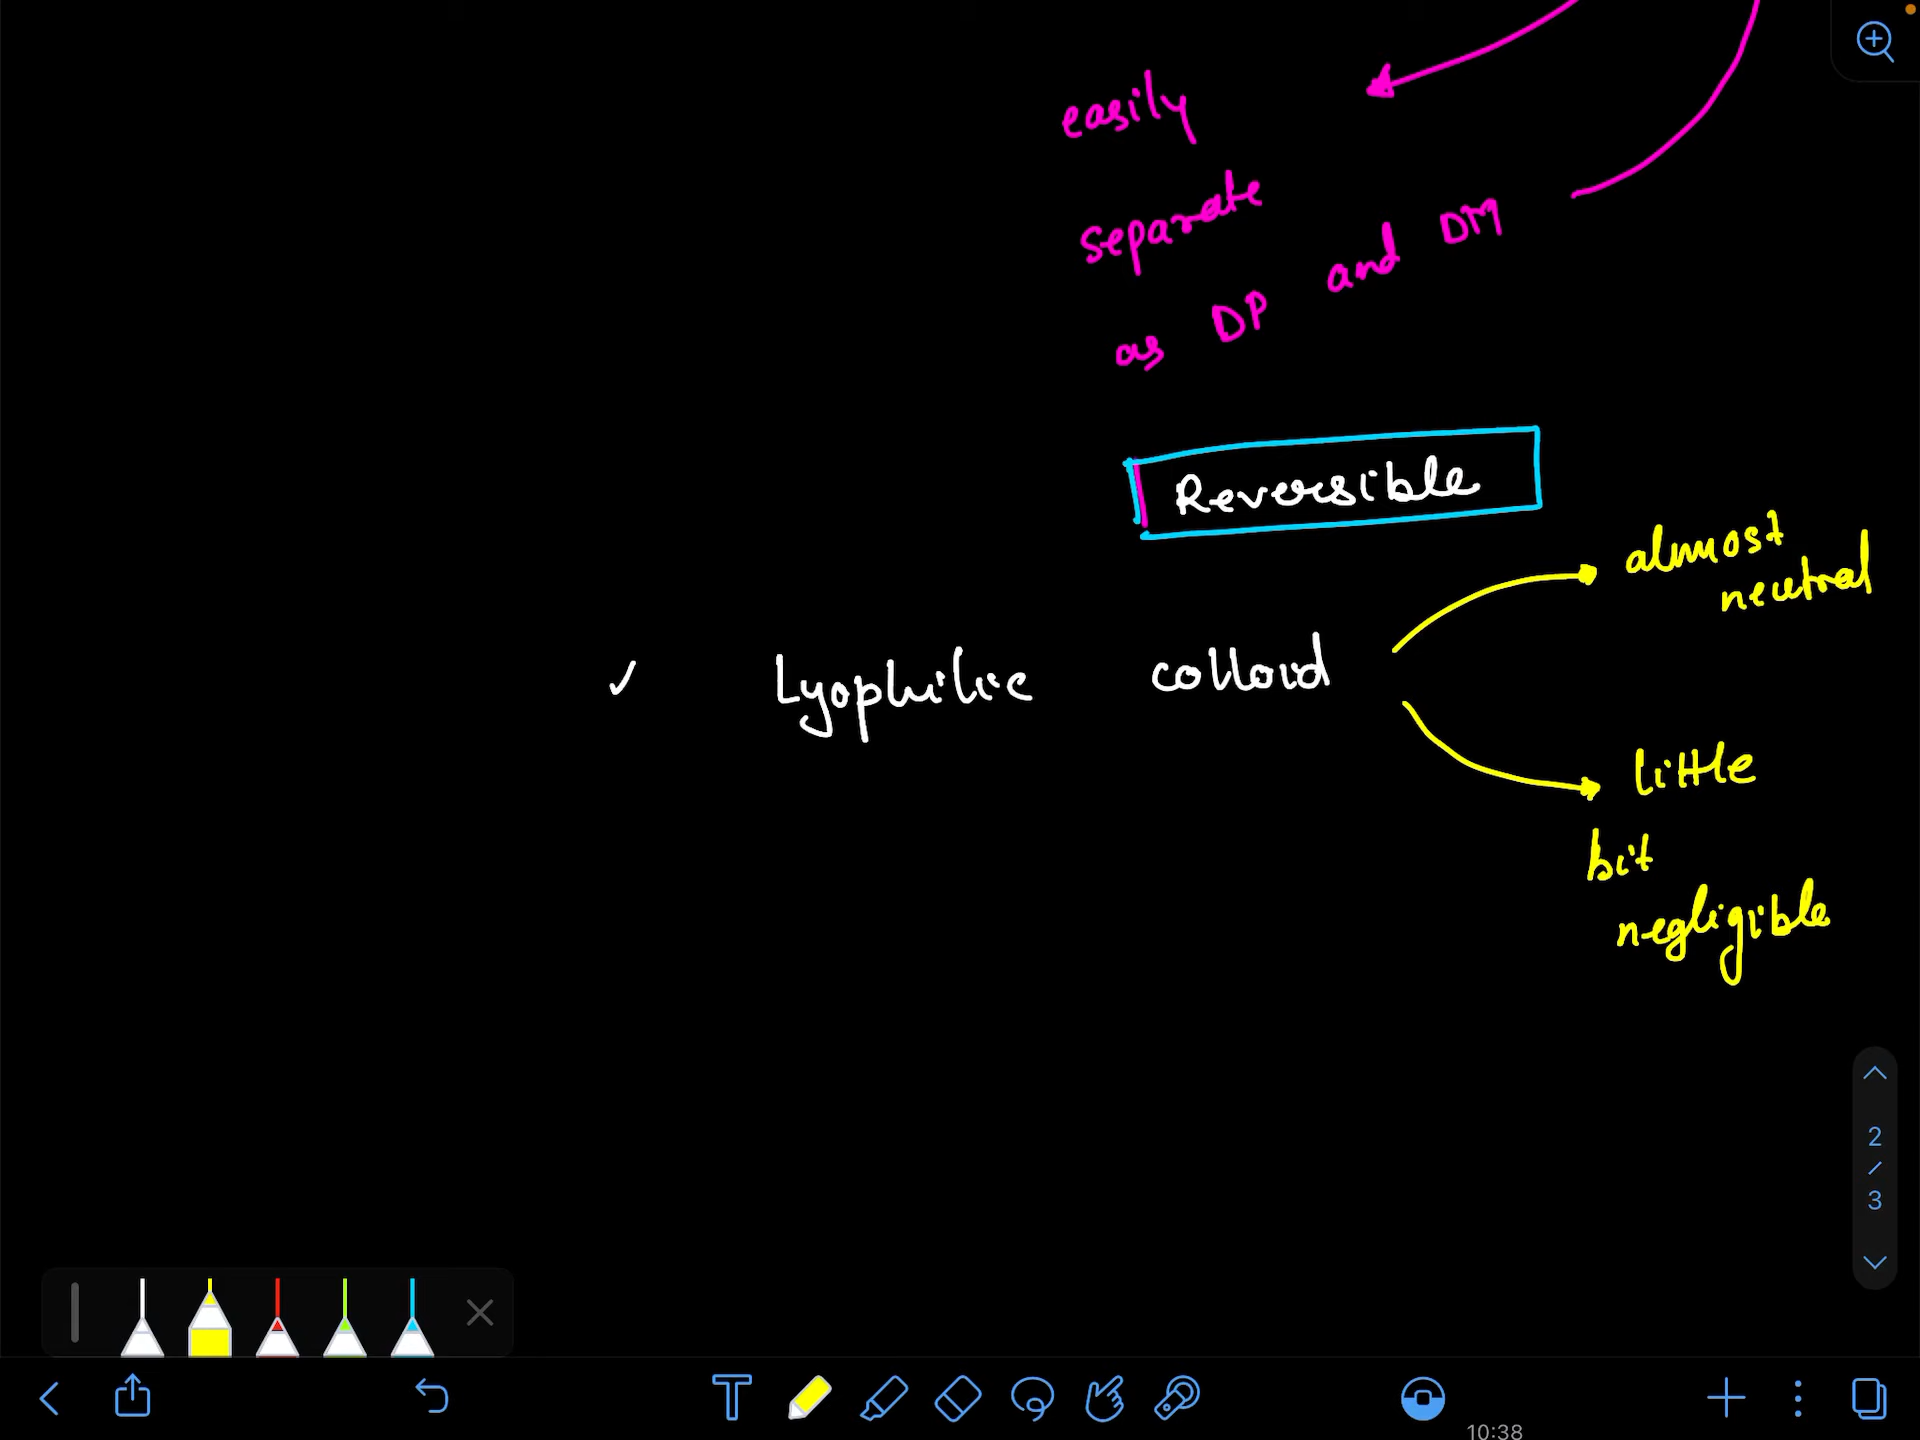 easily
separate
as DP and DM
Reversible
almost
neutral
✓ Lyophilic colloid
little
bit
negligible
2
/
3
10:38